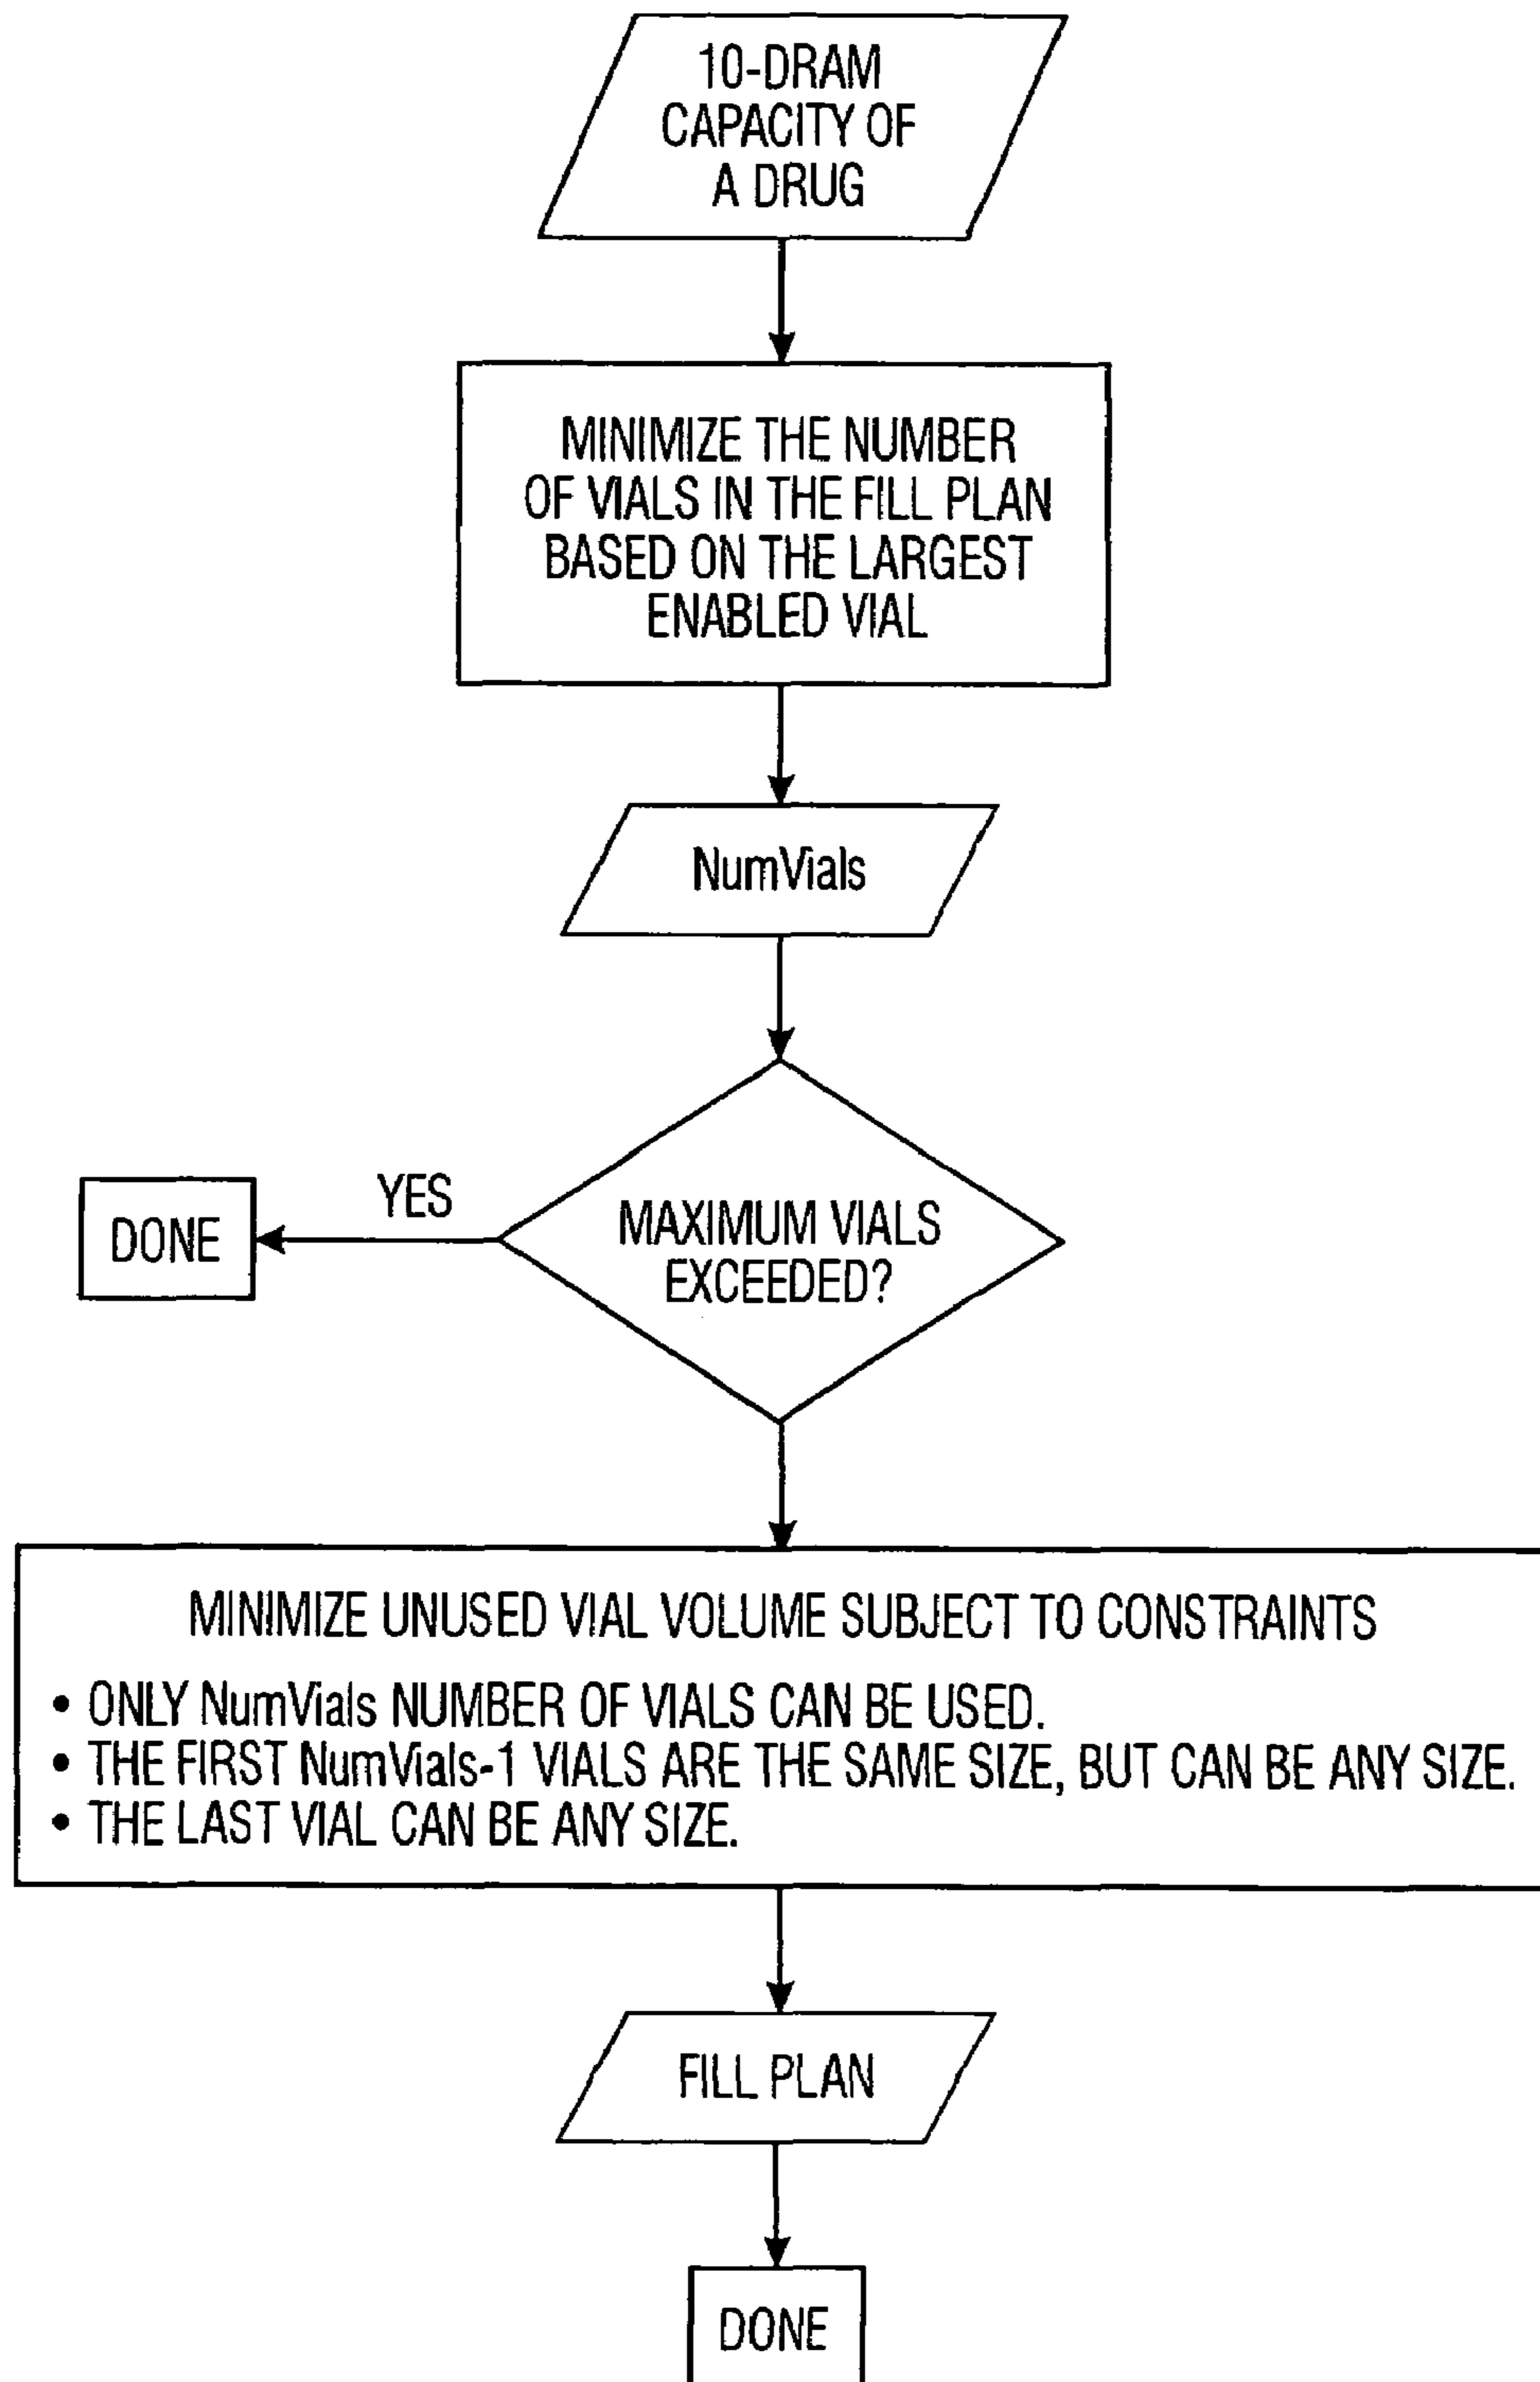 10-DRAM
CAPACITY OF
A DRUG
MINIMIZE THE NUMBER
OF VIALS IN THE FILL PLAN
BASED ON THE LARGEST
ENABLED VIAL
NumVials
YES
DONE
MAXIMUM VIALS
EXCEEDED?
MINIMIZE UNUSED VIAL VOLUME SUBJECT TO CONSTRAINTS
• ONLY NumVials NUMBER OF VIALS CAN BE USED.
• THE FIRST NumVials-1 VIALS ARE THE SAME SIZE, BUT CAN BE ANY SIZE.
• THE LAST VIAL CAN BE ANY SIZE.
FILL PLAN
DONE